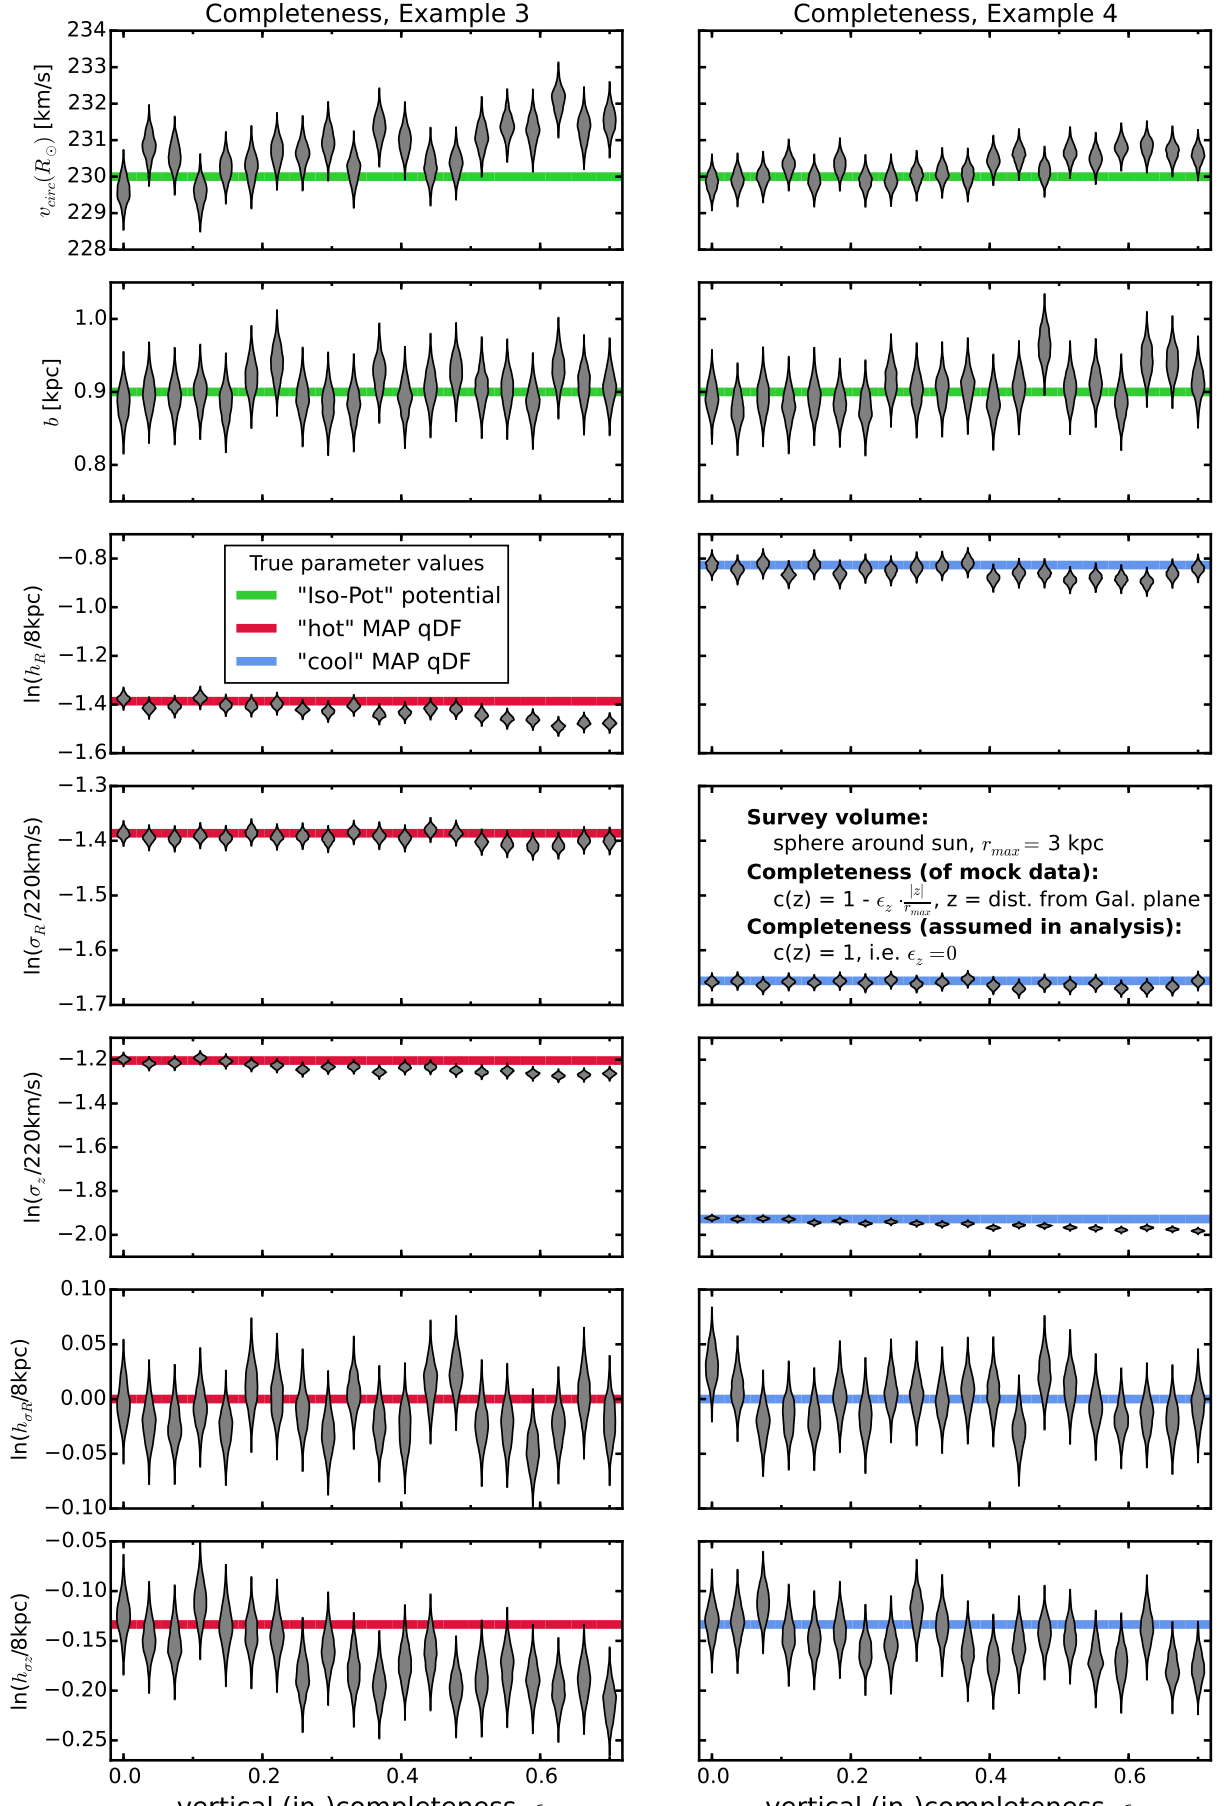 Completeness, Example 3
Completeness, Example 4
234
233
232
231
230
229
228
v_circ(R_⊙) [km/s]
1.0
0.9
0.8
b [kpc]
−0.8
−1.0
−1.2
−1.4
−1.6
ln(h_R/8kpc)
True parameter values
"Iso-Pot" potential
"hot" MAP qDF
"cool" MAP qDF
−1.3
−1.4
−1.5
−1.6
−1.7
ln(σ_R/220km/s)
Survey volume:
sphere around sun, r_max = 3 kpc
Completeness (of mock data):
c(z) = 1 - ϵ_z · |z|/r_max, z = dist. from Gal. plane
Completeness (assumed in analysis):
c(z) = 1, i.e. ϵ_z = 0
−1.2
−1.4
−1.6
−1.8
−2.0
ln(σ_z/220km/s)
0.10
0.05
0.00
−0.05
−0.10
ln(h_σR/8kpc)
−0.05
−0.10
−0.15
−0.20
−0.25
ln(h_σz/8kpc)
0.0 0.2 0.4 0.6
0.0 0.2 0.4 0.6
vertical (in-)completeness
vertical (in-)completeness